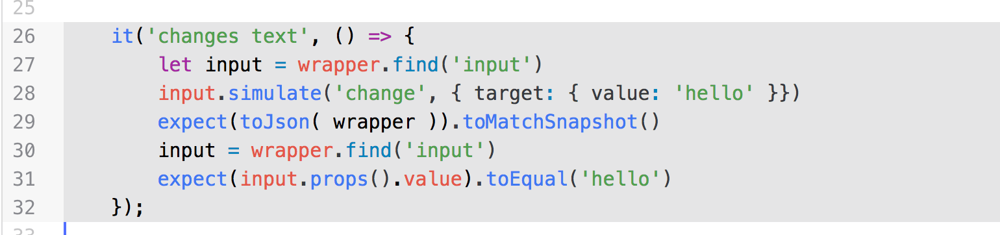 25
26 it('changes text', () => {
27 let input = wrapper.find('input')
28 input.simulate('change', { target: { value: 'hello' }})
29 expect(toJson( wrapper )).toMatchSnapshot()
30 input = wrapper.find('input')
31 expect(input.props().value).toEqual('hello')
32 });
33